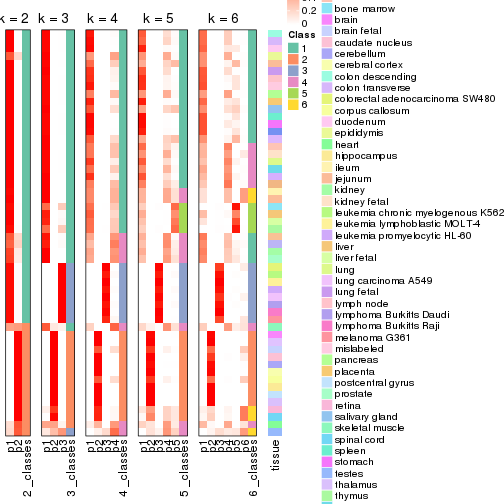 k = 2 k = 3 k = 4 k = 5 k = 6
0.2
0
Class
1
2
3
4
5
6
bone marrow
brain
brain fetal
caudate nucleus
cerebellum
cerebral cortex
colon descending
colon transverse
colorectal adenocarcinoma SW480
corpus callosum
duodenum
epididymis
heart
hippocampus
ileum
jejunum
kidney
kidney fetal
leukemia chronic myelogenous K562
leukemia lymphoblastic MOLT-4
leukemia promyelocytic HL-60
liver
liver fetal
lung
lung carcinoma A549
lung fetal
lymph node
lymphoma Burkitts Daudi
lymphoma Burkitts Raji
melanoma G361
mislabeled
pancreas
placenta
postcentral gyrus
prostate
retina
salivary gland
skeletal muscle
spinal cord
spleen
stomach
testes
thalamus
thymus
p1
p2
2_classes
p1
p2
p3
3_classes
p1
p2
p3
p4
4_classes
p1
p2
p3
p4
p5
5_classes
p1
p2
p3
p4
p5
p6
6_classes
tissue